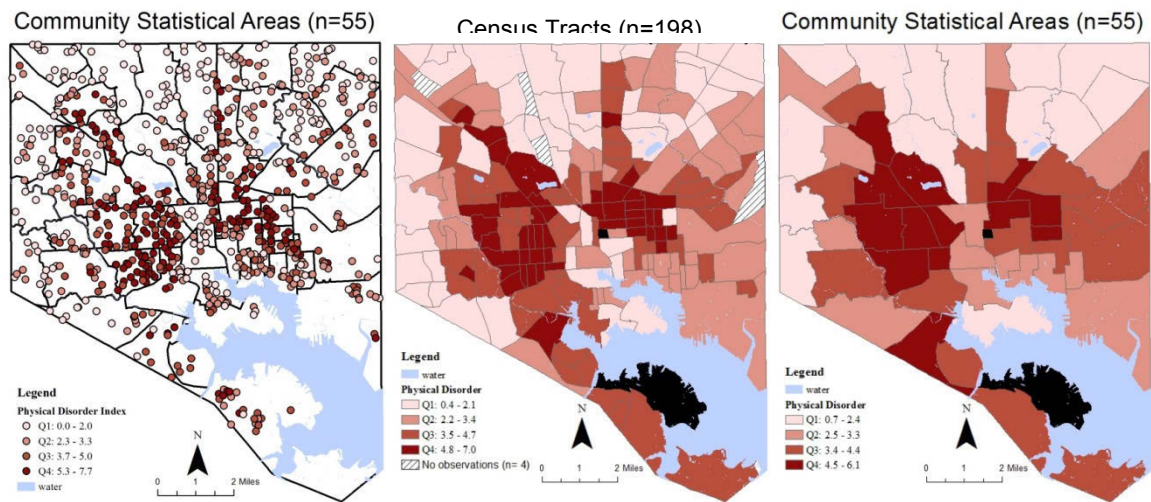 Community Statistical Areas (n=55)
Legend
Physical Disorder Index
Q1: 0.0 - 2.0
Q2: 2.3 - 3.3
Q3: 3.7 - 5.0
Q4: 5.3 - 7.7
water
N
0 1 2 Miles
Census Tracts (n=198)
Legend
water
Physical Disorder
Q1: 0.4 - 2.1
Q2: 2.2 - 3.4
Q3: 3.5 - 4.7
Q4: 4.8 - 7.0
No observations (n= 4)
N
0 1 2 Miles
Community Statistical Areas (n=55)
Legend
water
Physical Disorder
Q1: 0.7 - 2.4
Q2: 2.5 - 3.3
Q3: 3.4 - 4.4
Q4: 4.5 - 6.1
N
0 1 2 Miles